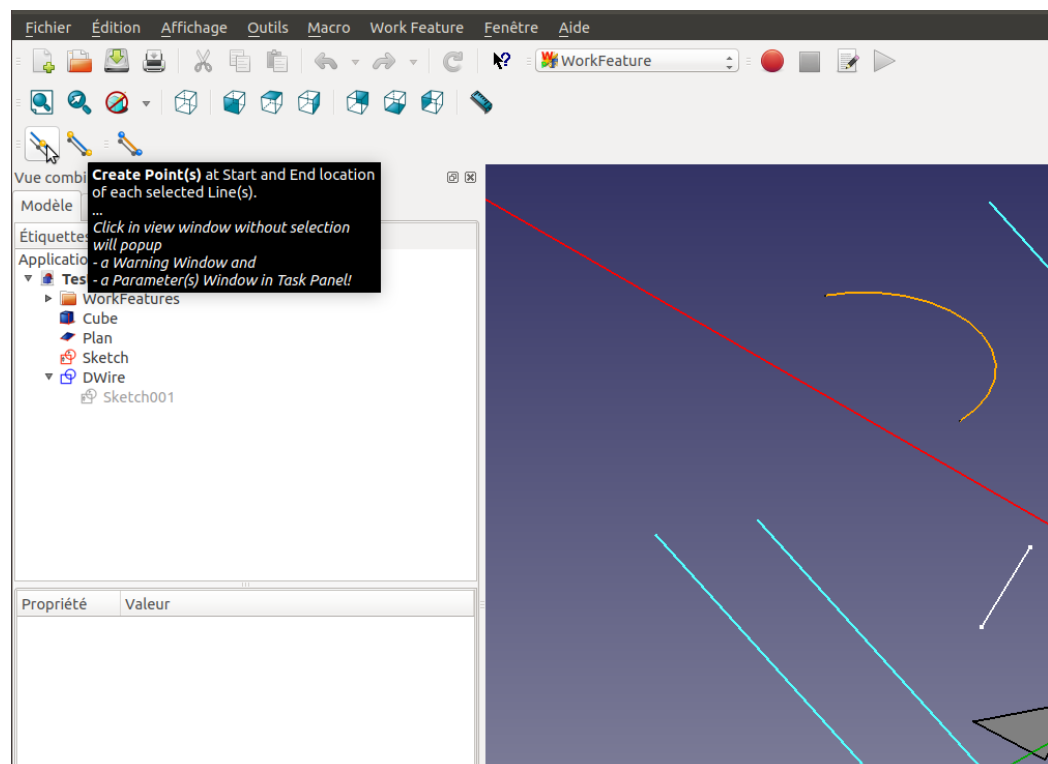 Fichier Édition Affichage Outils Macro Work Feature Fenêtre Aide
WorkFeature
Vue combi
Create Point(s) at Start and End location
of each selected Line(s).
...
Click in view window without selection
will popup
- a Warning Window and
- a Parameter(s) Window in Task Panel!
Modèle
Étiquettes
Applicatio
Tes
WorkFeatures
Cube
Plan
Sketch
DWire
Sketch001
Propriété Valeur